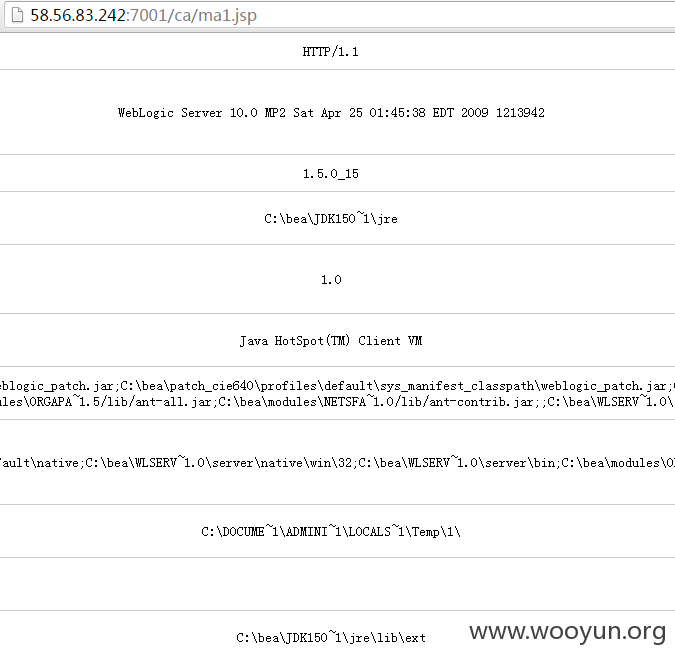 58.56.83.242:7001/ca/ma1.jsp
HTTP/1.1
WebLogic Server 10.0 MP2 Sat Apr 25 01:45:38 EDT 2009 1213942
1.5.0_15
C:\bea\JDK150~1\jre
1.0
Java HotSpot(TM) Client VM
eblogic_patch.jar;C:\bea\patch_cie640\profiles\default\sys_manifest_classpath\weblogic_patch.jar;
les\ORGAPA~1.5/lib/ant-all.jar;C:\bea\modules\NETSFA~1.0/lib/ant-contrib.jar;;C:\bea\WLSERV~1.0\
ault\native;C:\bea\WLSERV~1.0\server\native\win\32;C:\bea\WLSERV~1.0\server\bin;C:\bea\modules\O
C:\DOCUME~1\ADMINI~1\LOCALS~1\Temp\1\
C:\bea\JDK150~1\jre\lib\ext
www.wooyun.org